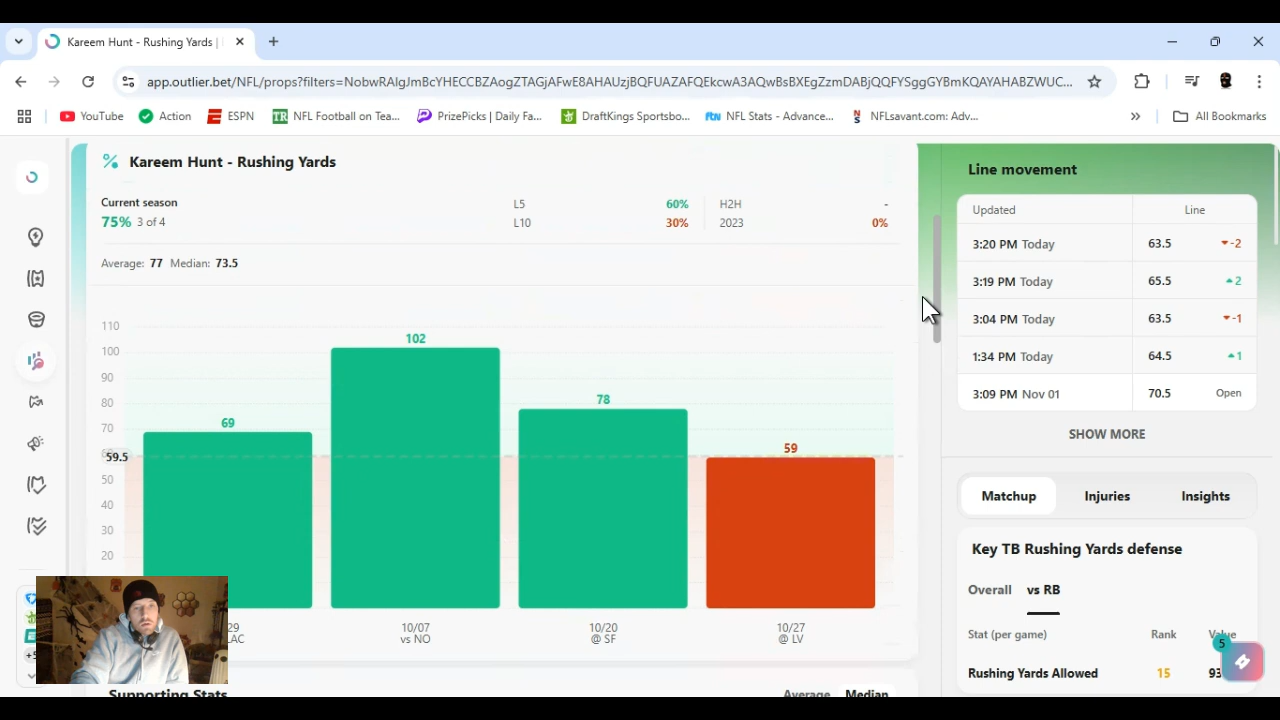 Kareem Hunt - Rushing Yards |
app.outlier.bet/NFL/props?filters=NobwRAIgJmBcYHECCBZAogZTAGjAFwE8AHAUzjBQFUAZAFQEkcwA3AQwBsBXEgZzmDABjQQFYSggGYBmKQAYAHABZWUC...
YouTube
Action
ESPN
NFL Football on Tea...
PrizePicks | Daily Fa...
DraftKings Sportsbo...
NFL Stats - Advance...
NFLsavant.com: Adv...
»
All Bookmarks
Kareem Hunt - Rushing Yards
Current season
75% 3 of 4
L5 60%
H2H -
L10 30%
2023 0%
Average: 77 Median: 73.5
110
100
90
80
70
59.5
50
40
30
20
69
102
78
59
29
LAC
10/07
vs NO
10/20
@ SF
10/27
@ LV
Supporting Stats
Average Median
Line movement
Updated Line
3:20 PM Today 63.5 -2
3:19 PM Today 65.5 2
3:04 PM Today 63.5 -1
1:34 PM Today 64.5 1
3:09 PM Nov 01 70.5 Open
SHOW MORE
Matchup Injuries Insights
Key TB Rushing Yards defense
Overall vs RB
Stat (per game) Rank
5
Rushing Yards Allowed 15 93